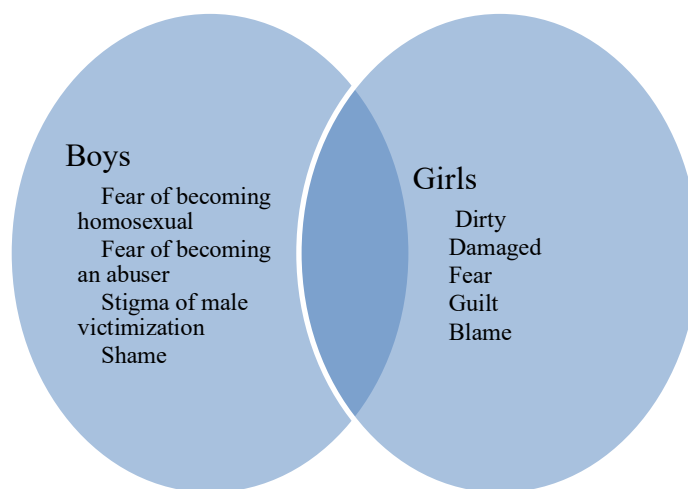 Boys
Fear of becoming
homosexual
Fear of becoming
an abuser
Stigma of male
victimization
Shame
Girls
Dirty
Damaged
Fear
Guilt
Blame